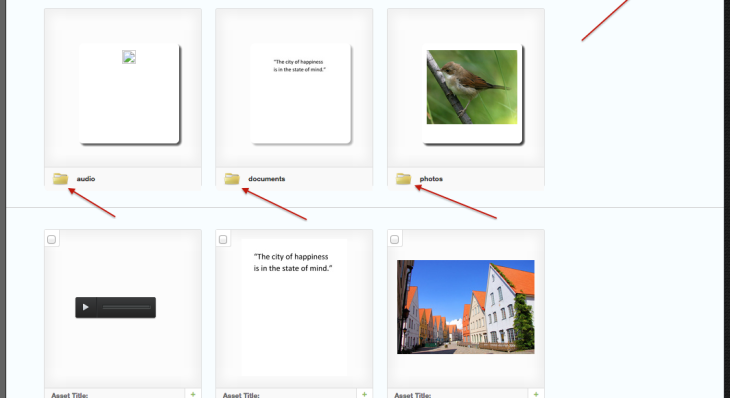 "The city of happiness
is in the state of mind."
audio
documents
photos
"The city of happiness
is in the state of mind."
Asset Title:
Asset Title:
Asset Title: